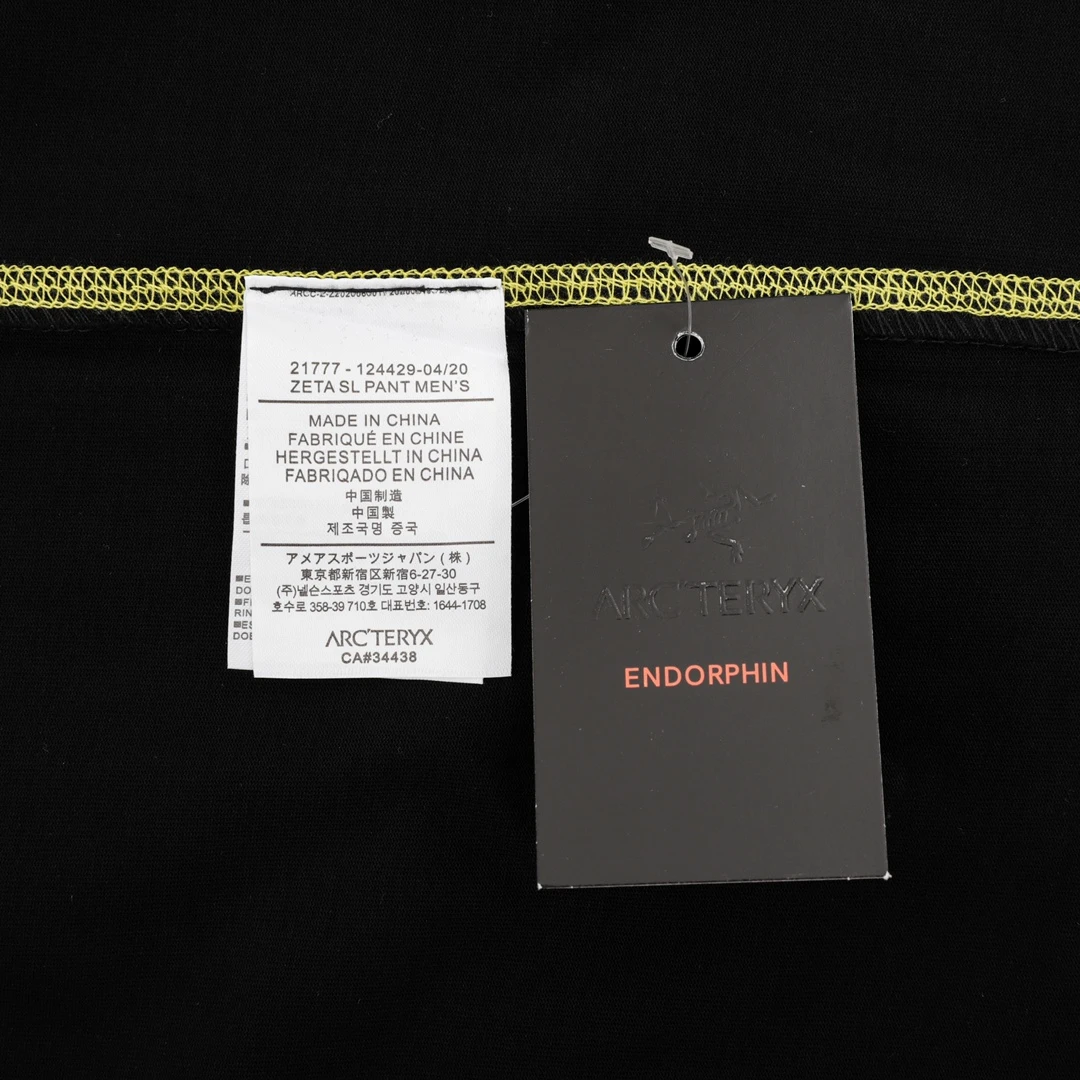 21777 - 124429-04/20
ZETA SL PANT MEN'S
MADE IN CHINA
FABRIQUÉ EN CHINE
HERGESTELLT IN CHINA
FABRIQADO EN CHINA
中国制造
中国製
제조국명 중국
アメアスポーツジャパン(株)
東京都新宿区新宿6-27-30
(주)넬슨스포츠 경기도 고양시 일산동구
호수로 358-39 710호 대표번호: 1644-1708
ARC'TERYX
CA#34438
ARC'TERYX
ENDORPHIN